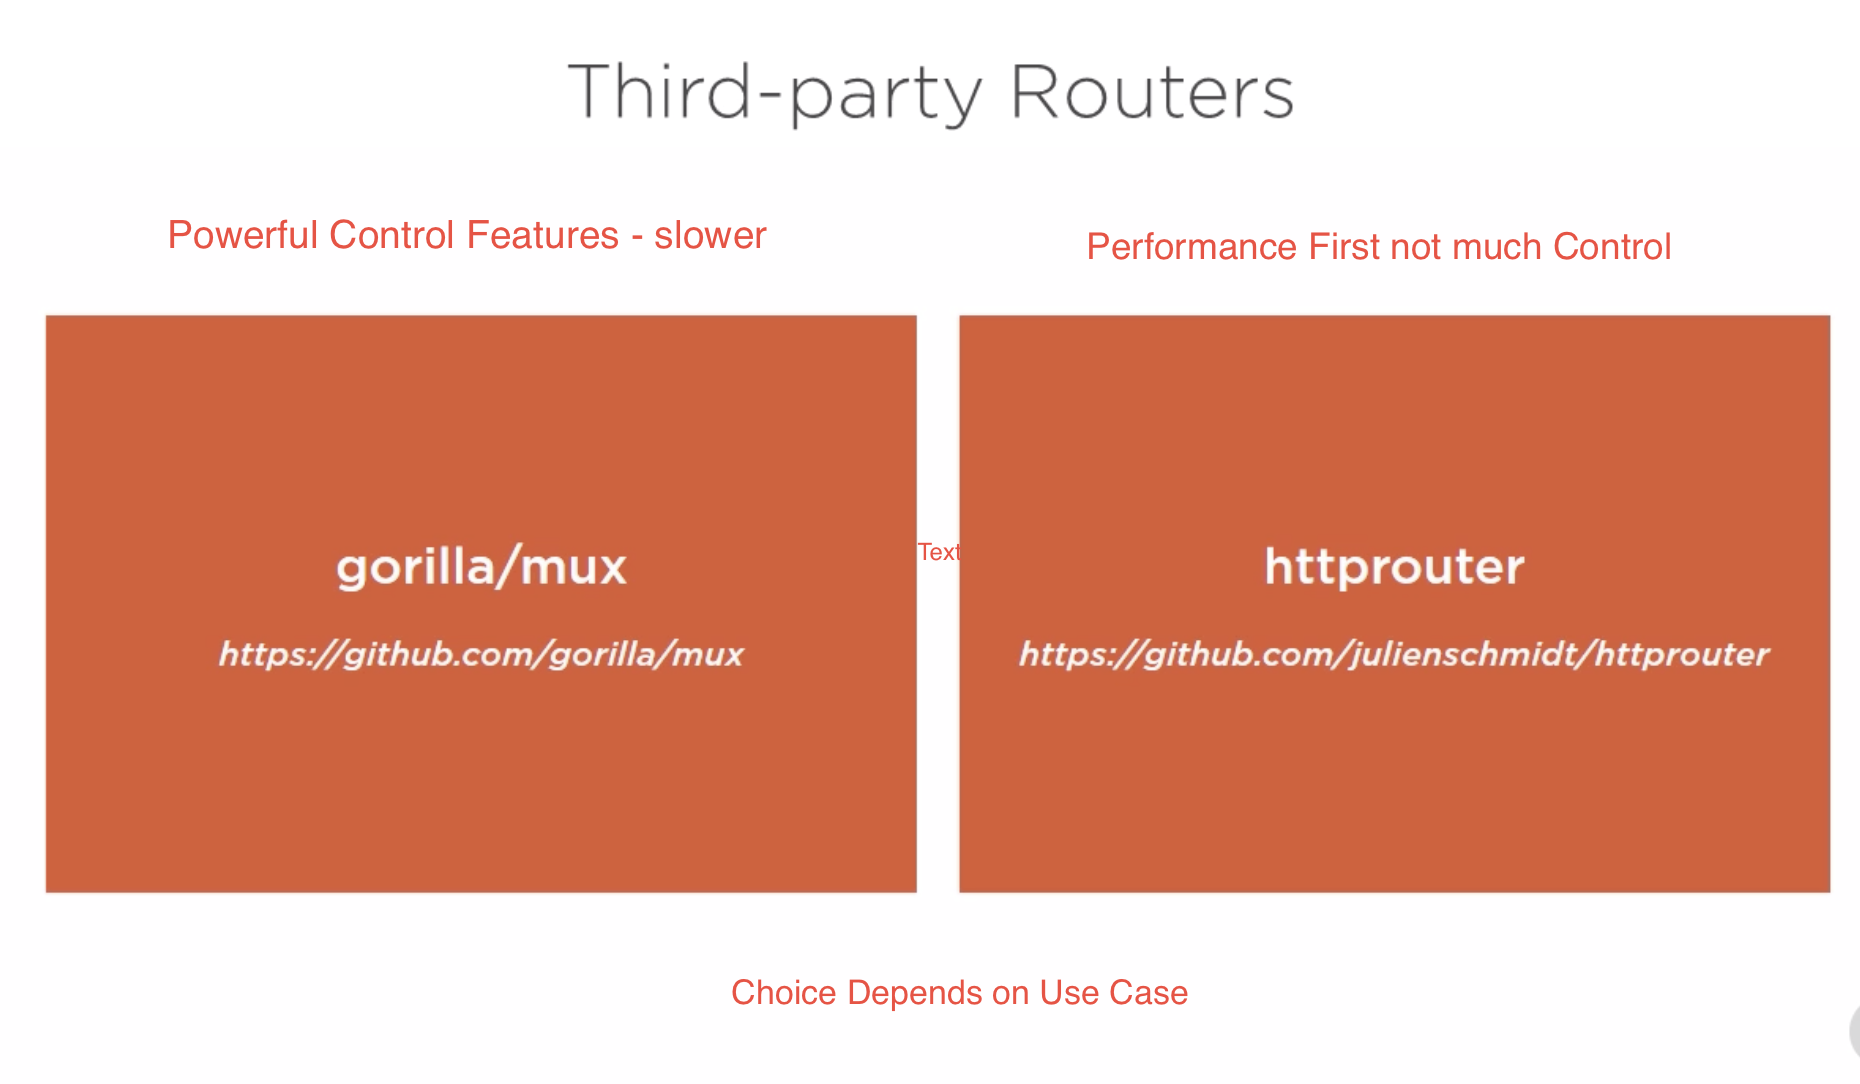 Third-party Routers
Powerful Control Features - slower
Performance First not much Control
gorilla/mux
https://github.com/gorilla/mux
Text
httprouter
https://github.com/julienschmidt/httprouter
Choice Depends on Use Case